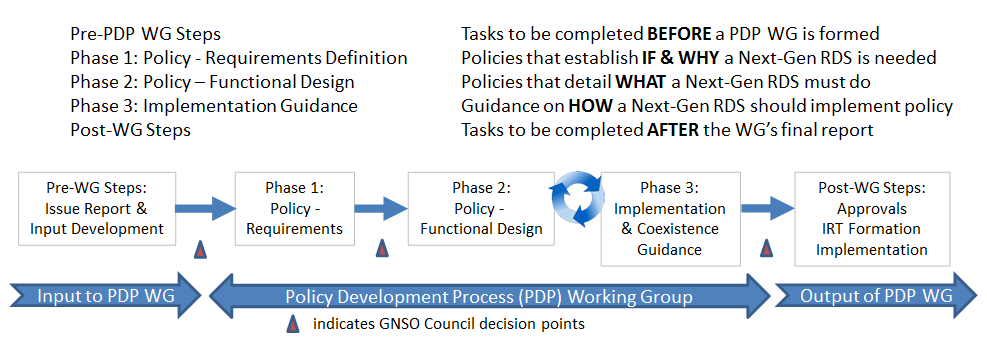 Pre-PDP WG Steps
Tasks to be completed BEFORE a PDP WG is formed
Phase 1: Policy - Requirements Definition
Policies that establish IF & WHY a Next-Gen RDS is needed
Phase 2: Policy – Functional Design
Policies that detail WHAT a Next-Gen RDS must do
Phase 3: Implementation Guidance
Guidance on HOW a Next-Gen RDS should implement policy
Post-WG Steps
Tasks to be completed AFTER the WG's final report
Pre-WG Steps:
Issue Report &
Input Development
Phase 1:
Policy -
Requirements
Phase 2:
Policy -
Functional Design
Phase 3:
Implementation
& Coexistence
Guidance
Post-WG Steps:
Approvals
IRT Formation
Implementation
Input to PDP WG
Policy Development Process (PDP) Working Group
Output of PDP WG
indicates GNSO Council decision points